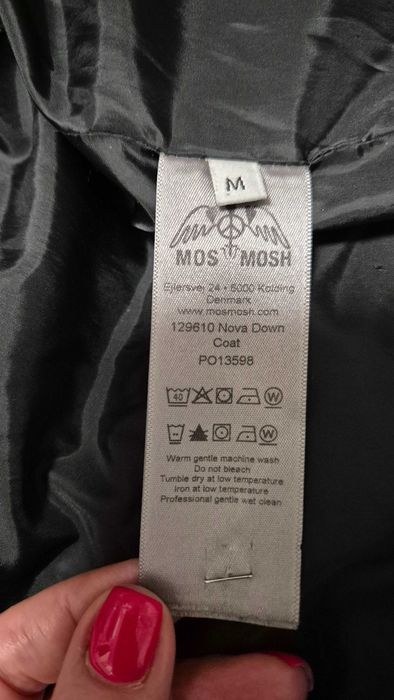 M
MOS MOSH
Ejlersvej 24 • 6000 Kolding
Denmark
www.mosmosh.com
129610 Nova Down
Coat
PO13598
40 W
W
Warm gentle machine wash
Do not bleach
Tumble dry at low temperature
Iron at low temperature
Professional gentle wet clean